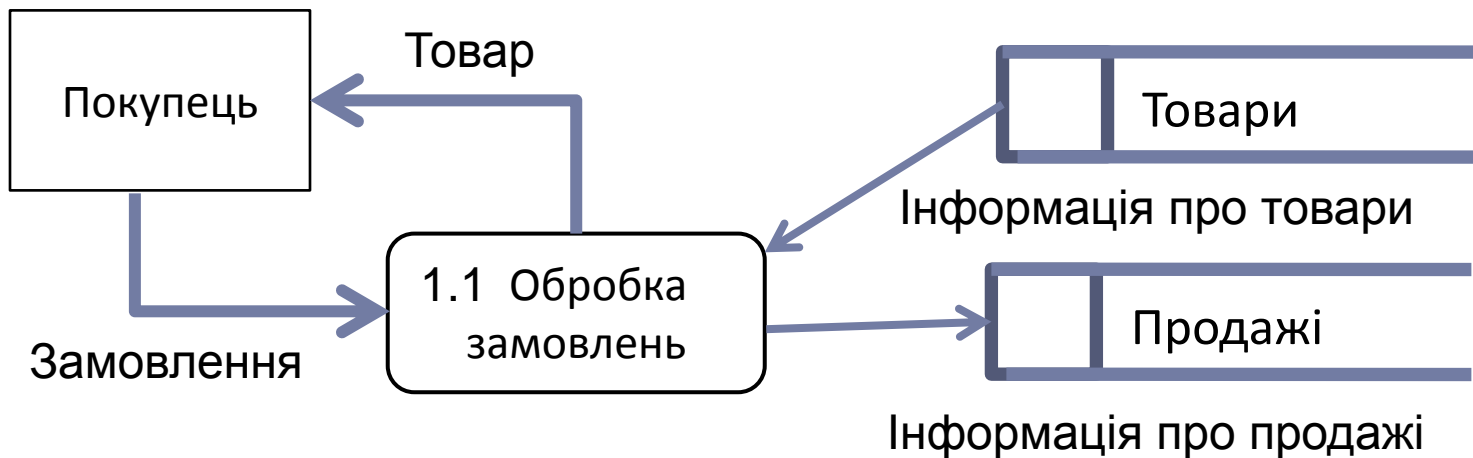 Товар
Покупець
Товари
Інформація про товари
1.1 Обробка
замовлень
Продажі
Замовлення
Інформація про продажі